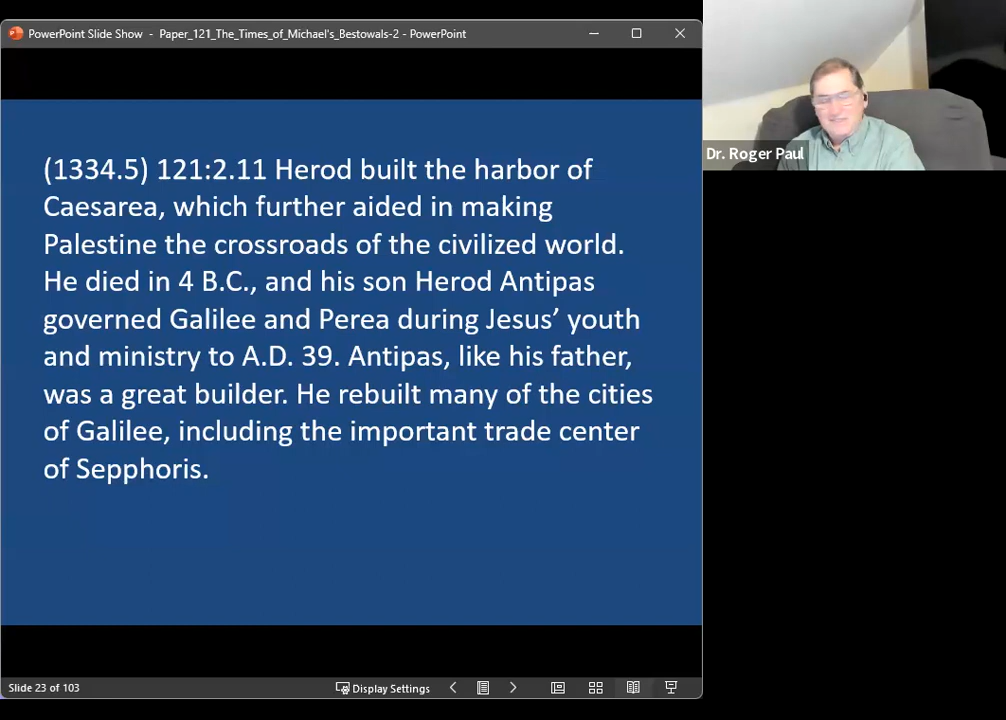 PowerPoint Slide Show - Paper_121_The_Times_of_Michael's_Bestowals-2 - PowerPoint
Dr. Roger Paul
(1334.5) 121:2.11 Herod built the harbor of
Caesarea, which further aided in making
Palestine the crossroads of the civilized world.
He died in 4 B.C., and his son Herod Antipas
governed Galilee and Perea during Jesus’ youth
and ministry to A.D. 39. Antipas, like his father,
was a great builder. He rebuilt many of the cities
of Galilee, including the important trade center
of Sepphoris.
Slide 23 of 103
Display Settings